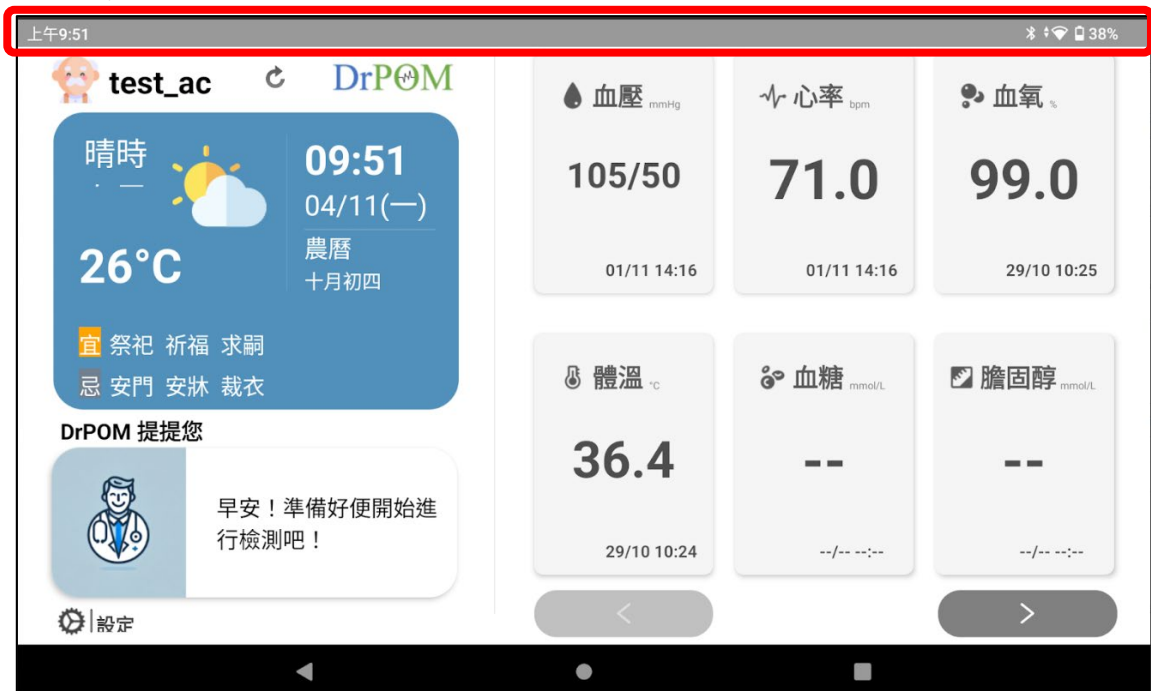 上午9:51
38%
test_ac
DrPOM
晴時
09:51
04/11(一)
26°C
農曆
十月初四
宜 祭祀 祈福 求嗣
忌 安門 安牀 裁衣
DrPOM 提提您
早安！準備好便開始進
行檢測吧！
設定
血壓 mmHg
105/50
01/11 14:16
心率 bpm
71.0
01/11 14:16
血氧 %
99.0
29/10 10:25
體溫 °C
36.4
29/10 10:24
血糖 mmol/L
--
--/-- --:--
膽固醇 mmol/L
--
--/-- --:--